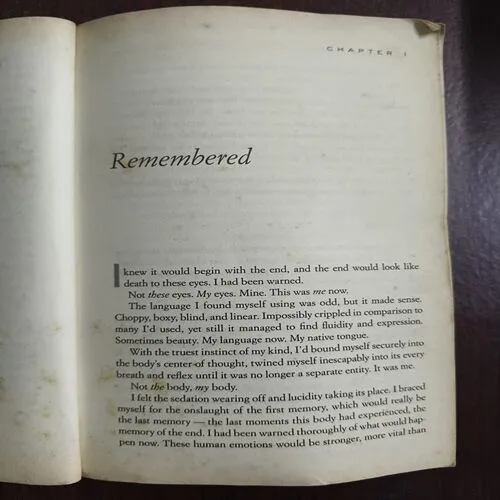 CHAPTER 1
Remembered
I knew it would begin with the end, and the end would look like
death to these eyes. I had been warned.
Not these eyes. My eyes. Mine. This was me now.
The language I found myself using was odd, but it made sense.
Choppy, boxy, blind, and linear. Impossibly crippled in comparison to
many I'd used, yet still it managed to find fluidity and expression.
Sometimes beauty. My language now. My native tongue.
With the truest instinct of my kind, I'd bound myself securely into
the body's center of thought, twined myself inescapably into its every
breath and reflex until it was no longer a separate entity. It was me.
Not the body, my body.
I felt the sedation wearing off and lucidity taking its place. I braced
myself for the onslaught of the first memory, which would really be
the last memory — the last moments this body had experienced, the
memory of the end. I had been warned thoroughly of what would hap-
pen now. These human emotions would be stronger, more vital than